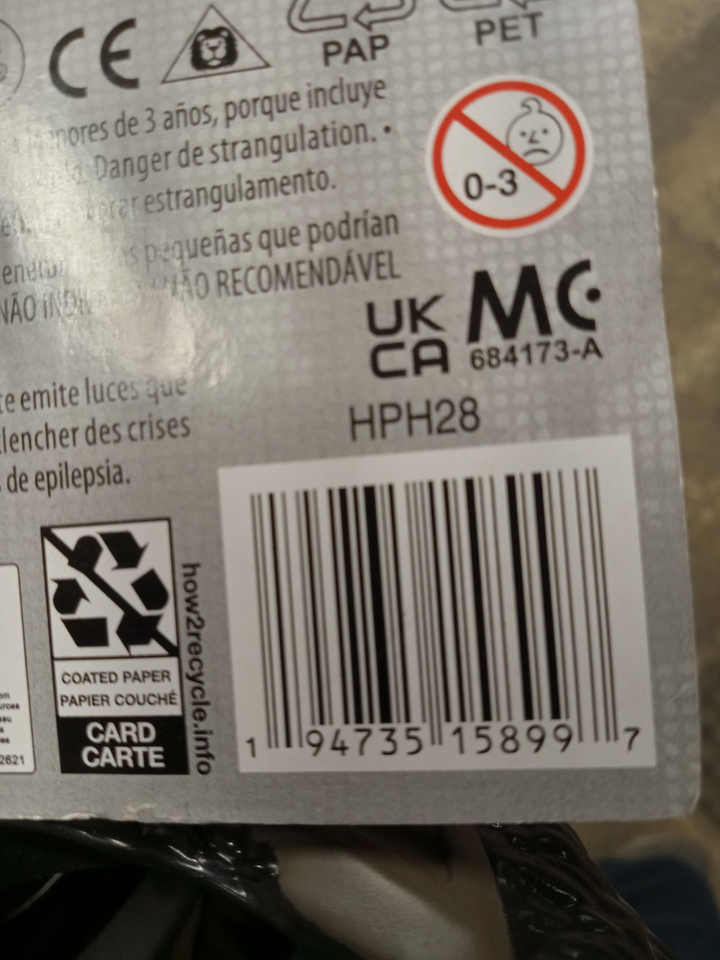 CE
PAP
PET
de 3 años, porque incluye
Danger de strangulation. •
estrangulamento.
0-3
pequeñas que podrían
NÃO RECOMENDÁVEL
UK
CA
MC
684173-A
emite luces que
des crises
de epilepsia.
HPH28
how2recycle.info
COATED PAPER
PAPIER COUCHÉ
CARD
CARTE
2621
1 94735 15899 7